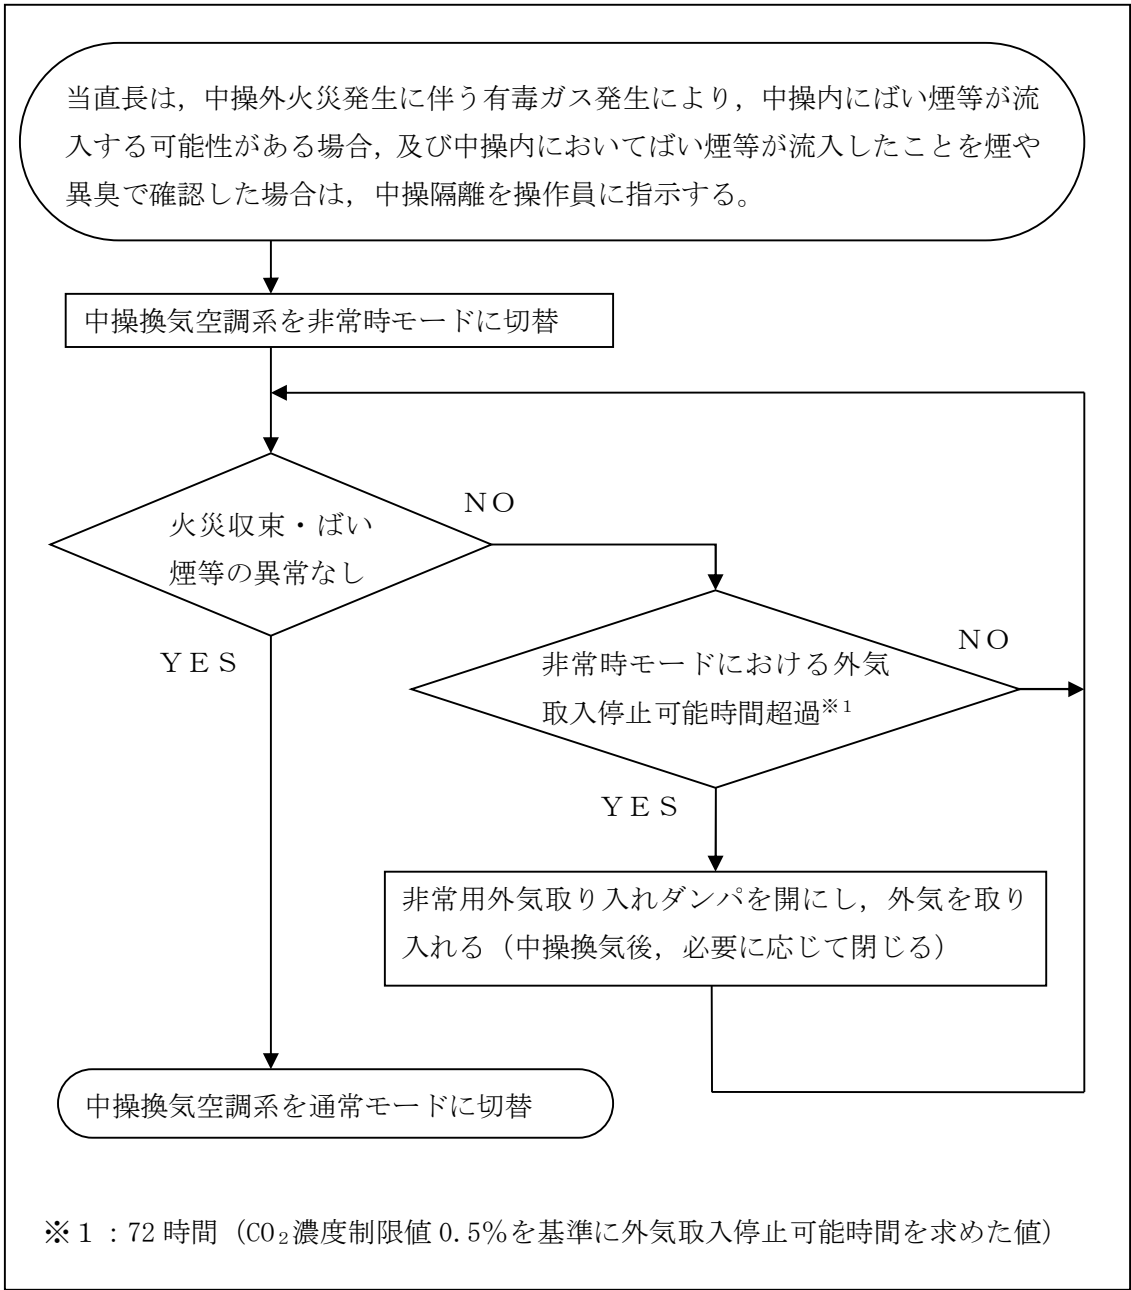 当直長は，中操外火災発生に伴う有毒ガス発生により，中操内にばい煙等が流
入する可能性がある場合，及び中操内においてばい煙等が流入したことを煙や
異臭で確認した場合は，中操隔離を操作員に指示する。
中操換気空調系を非常時モードに切替
火災収束・ばい
煙等の異常なし
ＮＯ
ＹＥＳ
非常時モードにおける外気
取入停止可能時間超過※1
ＮＯ
ＹＥＳ
非常用外気取り入れダンパを開にし，外気を取り
入れる（中操換気後，必要に応じて閉じる）
中操換気空調系を通常モードに切替
※１：72 時間（CO₂濃度制限値 0.5％を基準に外気取入停止可能時間を求めた値）